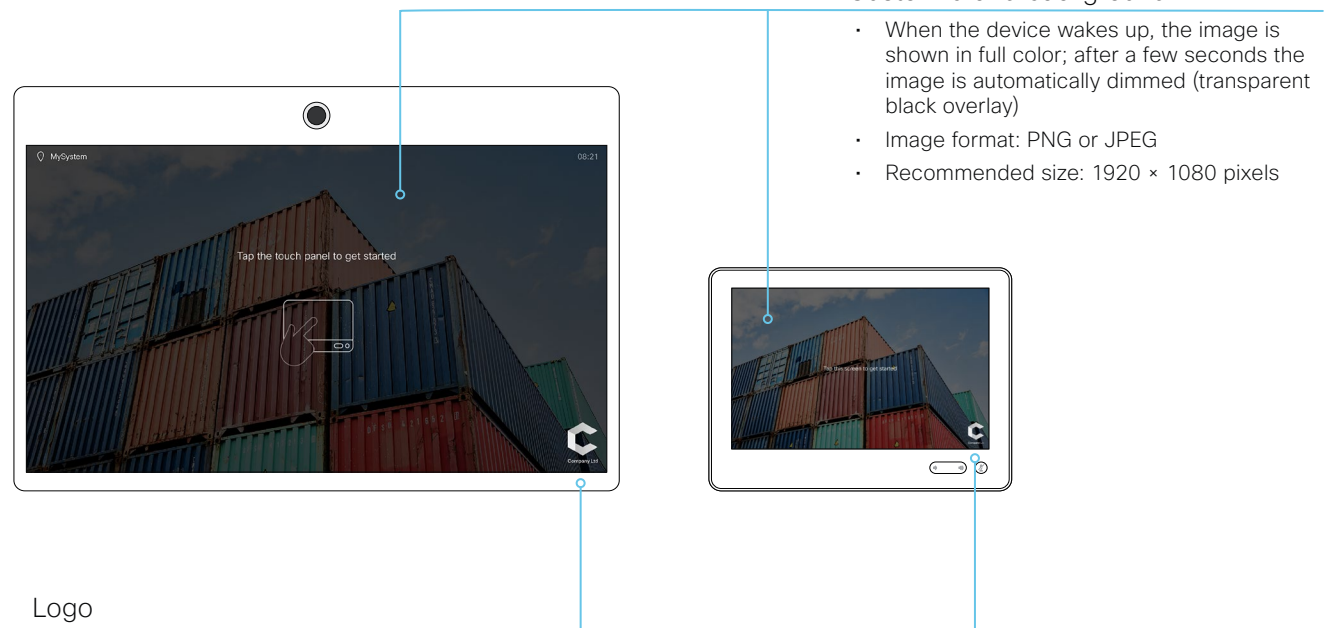 When the device wakes up, the image is
shown in full color; after a few seconds the
image is automatically dimmed (transparent
black overlay)
Image format: PNG or JPEG
Recommended size: 1920 × 1080 pixels
MySystem
08:21
Tap the touch panel to get started
Company Ltd
Tap the screen to get started
Logo